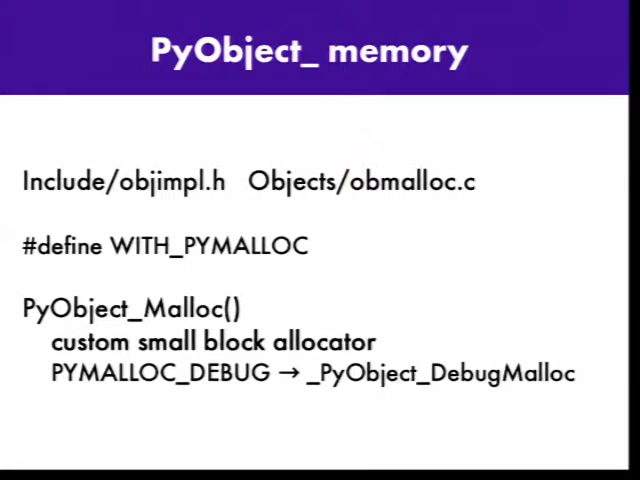 PyObject_ memory
Include/objimpl.h Objects/obmalloc.c
#define WITH_PYMALLOC
PyObject_Malloc()
custom small block allocator
PYMALLOC_DEBUG → _PyObject_DebugMalloc